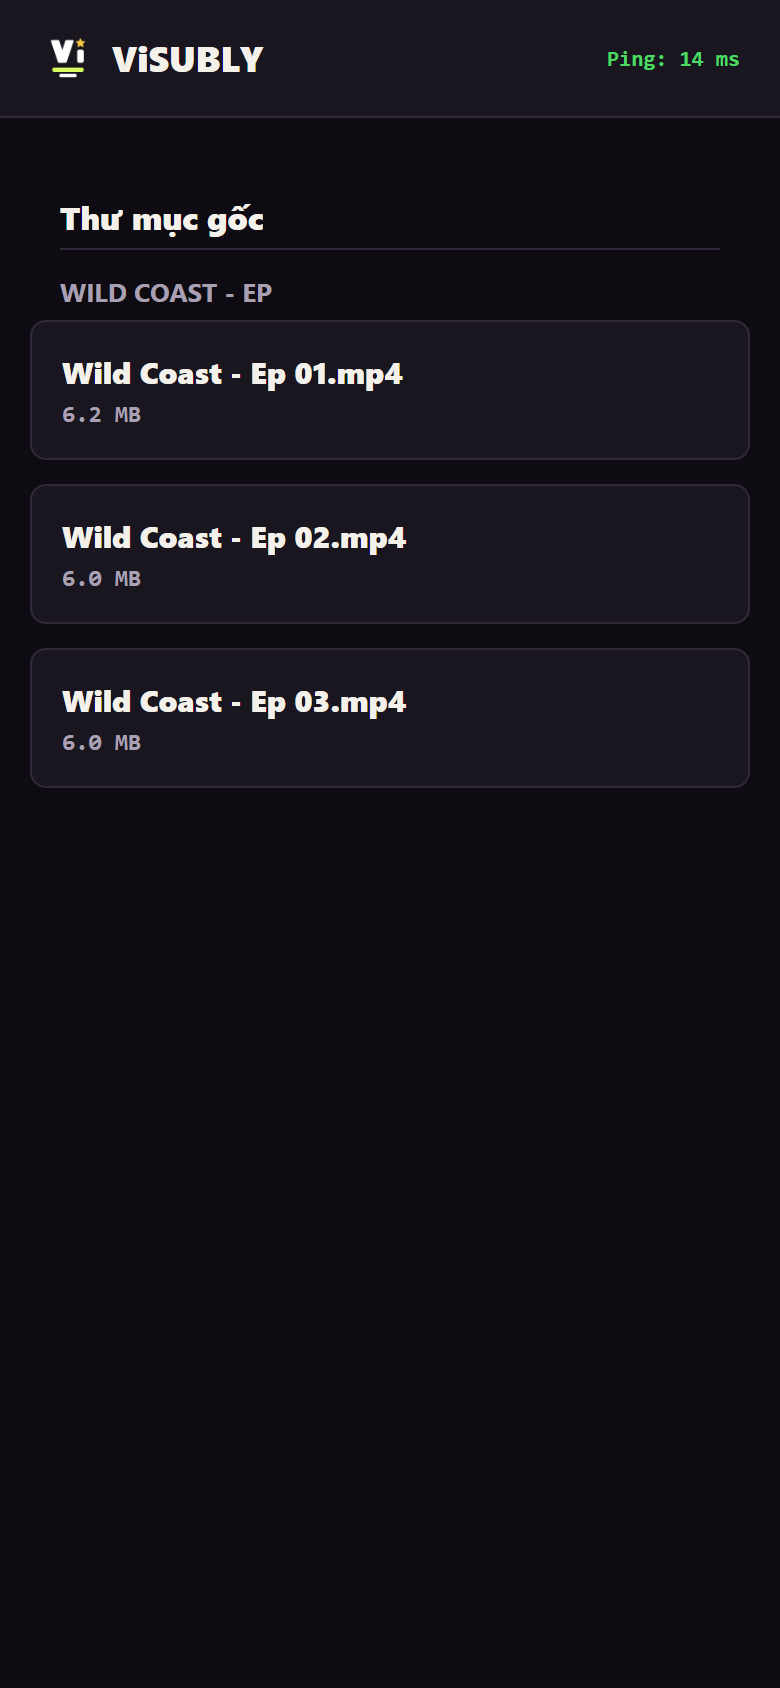 Vi
ViSUBLY
Ping: 14 ms
Thư mục gốc
WILD COAST - EP
Wild Coast - Ep 01.mp4
6.2 MB
Wild Coast - Ep 02.mp4
6.0 MB
Wild Coast - Ep 03.mp4
6.0 MB